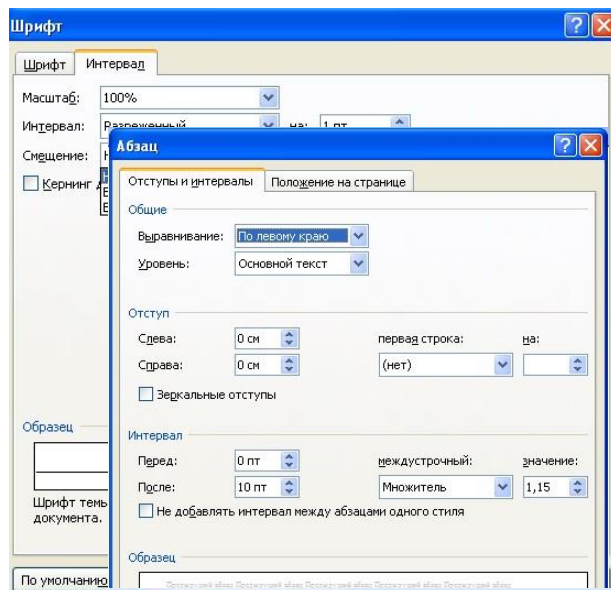 Шрифт
Шрифт Интервал
Масштаб: 100%
Интервал: Разреженный на: 1 пт
Смещение:
Кернинг
Абзац
Отступы и интервалы Положение на странице
Общие
Выравнивание: По левому краю
Уровень: Основной текст
Отступ
Слева: 0 см первая строка: на:
Справа: 0 см (нет)
Зеркальные отступы
Интервал
Перед: 0 пт междустрочный: значение:
После: 10 пт Множитель 1,15
Не добавлять интервал между абзацами одного стиля
Образец
Образец
Шрифт
документа.
По умолчанию